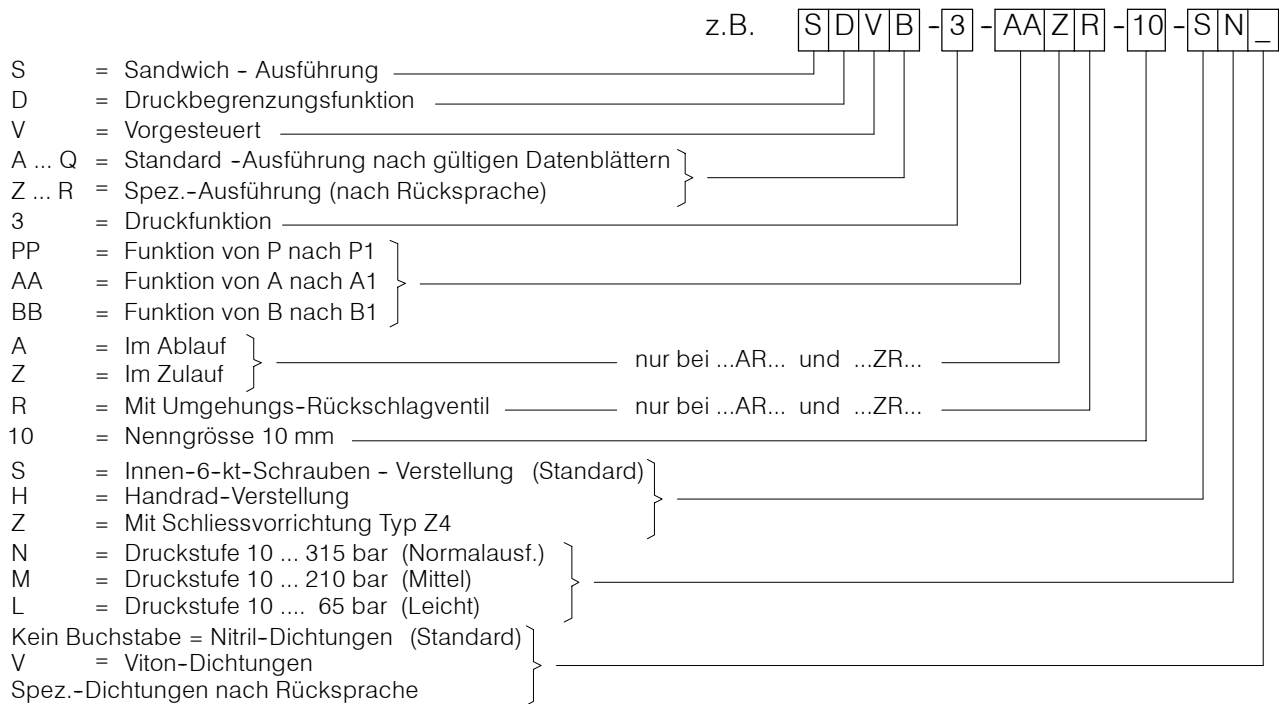 z.B. S D V B - 3 - AA Z R - 10 - S N _
S = Sandwich - Ausführung
D = Druckbegrenzungsfunktion
V = Vorgesteuert
A ... Q = Standard -Ausführung nach gültigen Datenblättern
Z ... R = Spez.-Ausführung (nach Rücksprache)
3 = Druckfunktion
PP = Funktion von P nach P1
AA = Funktion von A nach A1
BB = Funktion von B nach B1
A = Im Ablauf
Z = Im Zulauf
nur bei ...AR... und ...ZR...
R = Mit Umgehungs-Rückschlagventil nur bei ...AR... und ...ZR...
10 = Nenngrösse 10 mm
S = Innen-6-kt-Schrauben - Verstellung (Standard)
H = Handrad-Verstellung
Z = Mit Schliessvorrichtung Typ Z4
N = Druckstufe 10 ... 315 bar (Normalausf.)
M = Druckstufe 10 ... 210 bar (Mittel)
L = Druckstufe 10 .... 65 bar (Leicht)
Kein Buchstabe = Nitril-Dichtungen (Standard)
V = Viton-Dichtungen
Spez.-Dichtungen nach Rücksprache